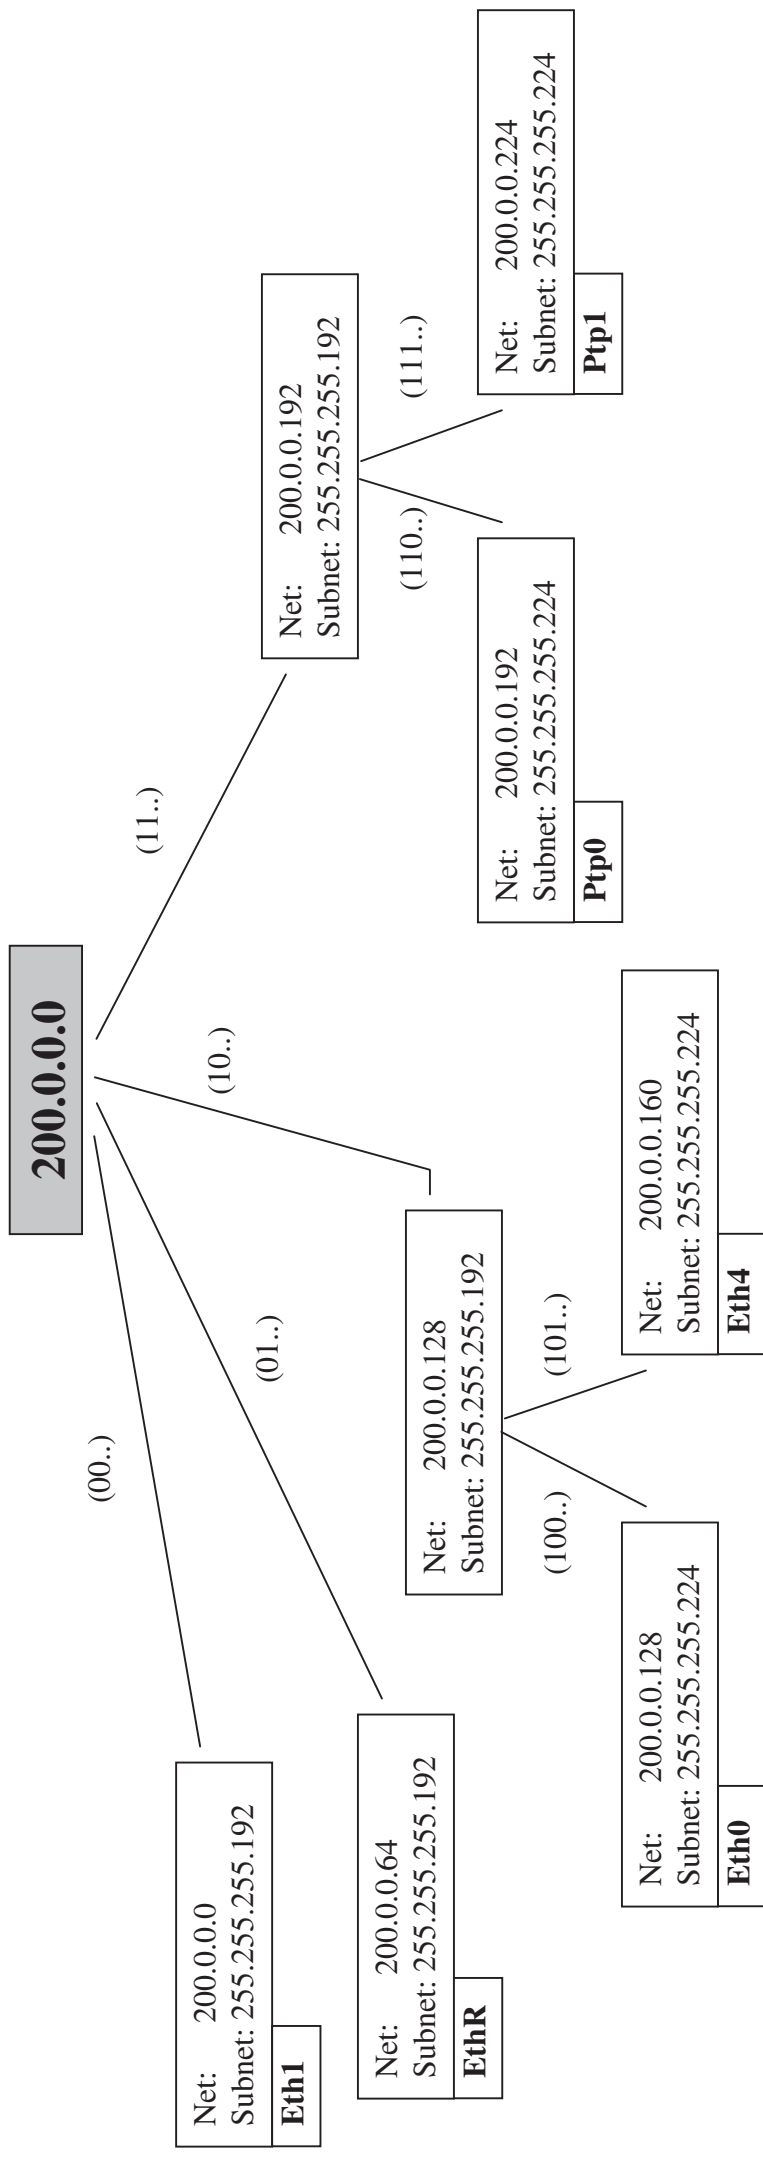 200.0.0.0
(00..)
(01..)
(10..)
(11..)
Net: 200.0.0.0
Subnet: 255.255.255.192
Eth1
Net: 200.0.0.64
Subnet: 255.255.255.192
EthR
Net: 200.0.0.128
Subnet: 255.255.255.192
(100..)
(101..)
Net: 200.0.0.128
Subnet: 255.255.255.224
Eth0
Net: 200.0.0.160
Subnet: 255.255.255.224
Eth4
Net: 200.0.0.192
Subnet: 255.255.255.192
(110..)
(111..)
Net: 200.0.0.192
Subnet: 255.255.255.224
Ptp0
Net: 200.0.0.224
Subnet: 255.255.255.224
Ptp1